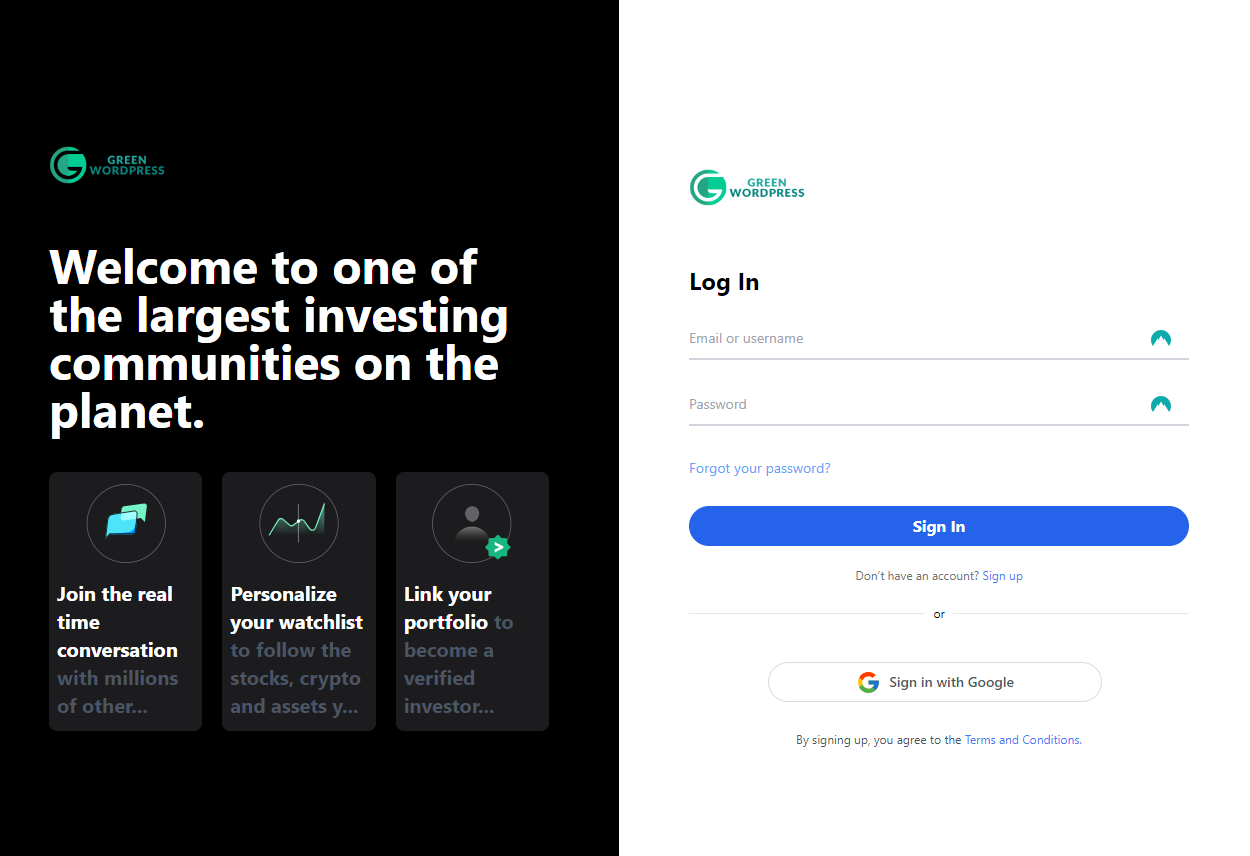 GREEN
WORDPRESS
Welcome to one of
the largest investing
communities on the
planet.
Join the real
time
conversation
with millions
of other...
Personalize
your watchlist
to follow the
stocks, crypto
and assets y...
Link your
portfolio to
become a
verified
investor...
GREEN
WORDPRESS
Log In
Email or username
Password
Forgot your password?
Sign In
Don't have an account? Sign up
or
Sign in with Google
By signing up, you agree to the Terms and Conditions.